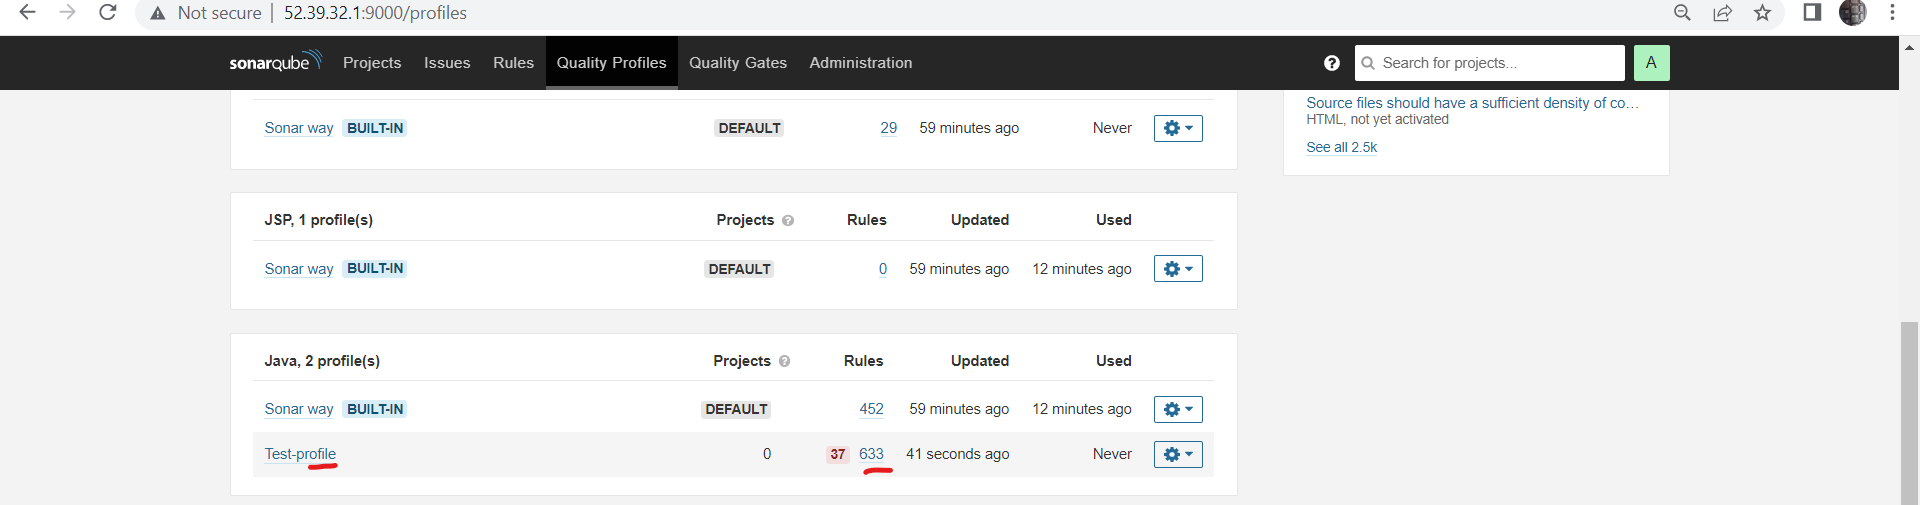 Not secure | 52.39.32.1:9000/profiles
sonarqube Projects Issues Rules Quality Profiles Quality Gates Administration ? Search for projects... A
Source files should have a sufficient density of co...
HTML, not yet activated
See all 2.5k
Sonar way BUILT-IN DEFAULT 29 59 minutes ago Never
JSP, 1 profile(s) Projects ? Rules Updated Used
Sonar way BUILT-IN DEFAULT 0 59 minutes ago 12 minutes ago
Java, 2 profile(s) Projects ? Rules Updated Used
Sonar way BUILT-IN DEFAULT 452 59 minutes ago 12 minutes ago
Test-profile 0 37 633 41 seconds ago Never